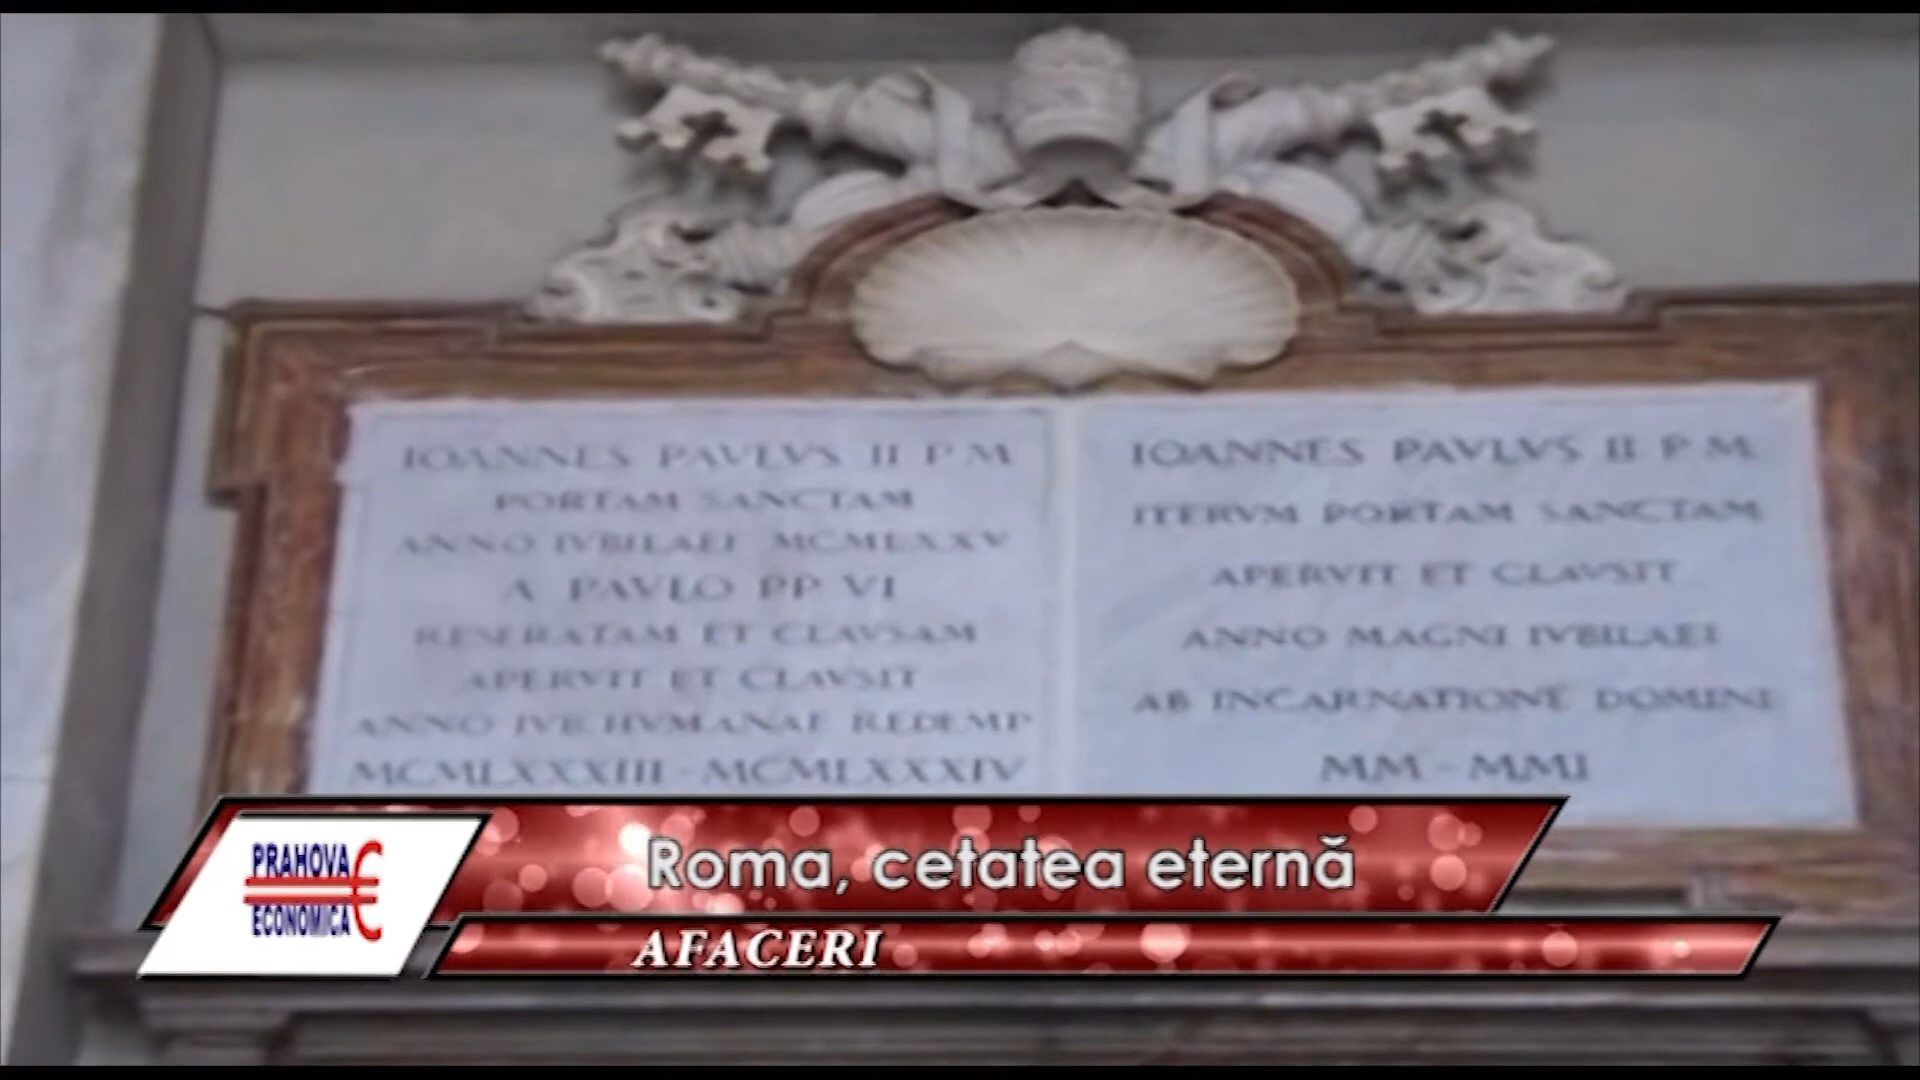 IOANNES PAVLVS II P M
PORTAM SANCTAM
ANNO IVBILAEI MCMLXXV
A PAVLO PP VI
RESERATAM ET CLAVSAM
APERVIT ET CLAVSIT
ANNO IVB HVMANAE REDEMP
MCMLXXXIII - MCMLXXXIV
IOANNES PAVLVS II P M
ITERVM PORTAM SANCTAM
APERVIT ET CLAVSIT
ANNO MAGNI IVBILAEI
AB INCARNATIONE DOMINI
MM - MMI
PRAHOVA
ECONOMICA
€
Roma, cetatea eternă
AFACERI